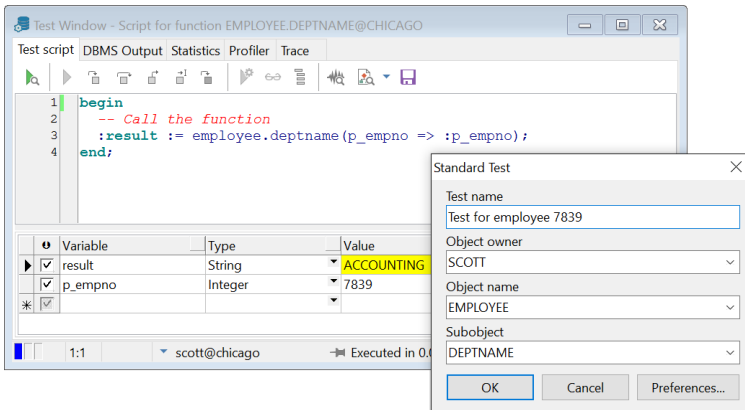 Test Window - Script for function EMPLOYEE.DEPTNAME@CHICAGO
Test script DBMS Output Statistics Profiler Trace
1 begin
2 -- Call the function
3 :result := employee.deptname(p_empno => :p_empno);
4 end;
Variable Type Value
result String ACCOUNTING
p_empno Integer 7839
1:1 scott@chicago Executed in
Standard Test
Test name
Test for employee 7839
Object owner
SCOTT
Object name
EMPLOYEE
Subobject
DEPTNAME
OK Cancel Preferences...